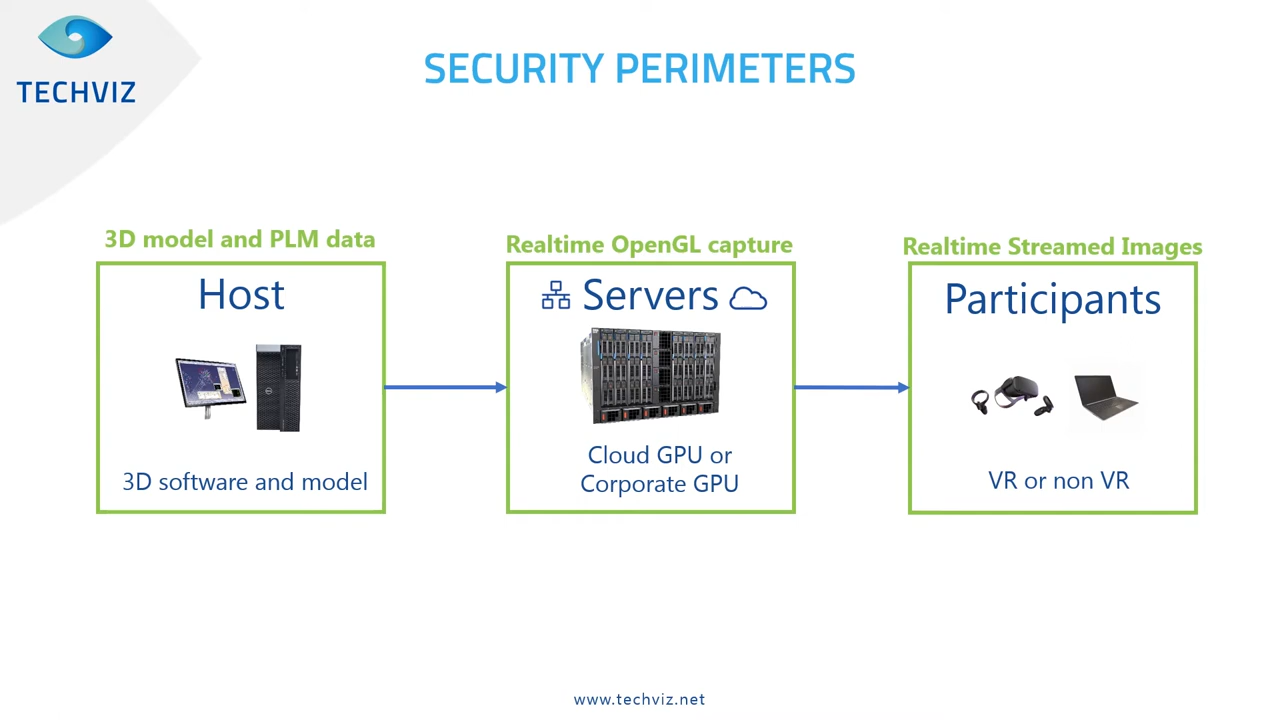 TECHVIZ
SECURITY PERIMETERS
3D model and PLM data
Host
3D software and model
Realtime OpenGL capture
Servers
Cloud GPU or
Corporate GPU
Realtime Streamed Images
Participants
VR or non VR
www.techviz.net